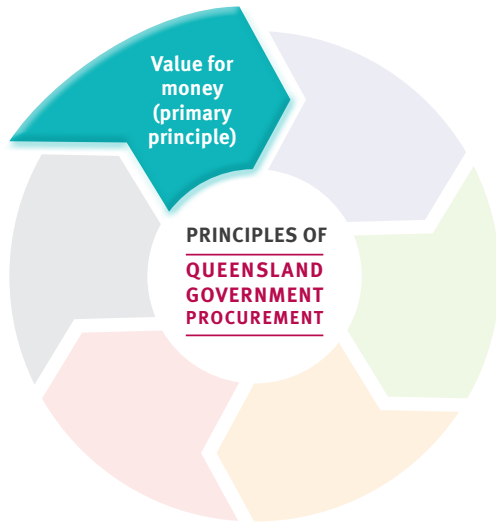 Value for
money
(primary
principle)
PRINCIPLES OF
QUEENSLAND
GOVERNMENT
PROCUREMENT